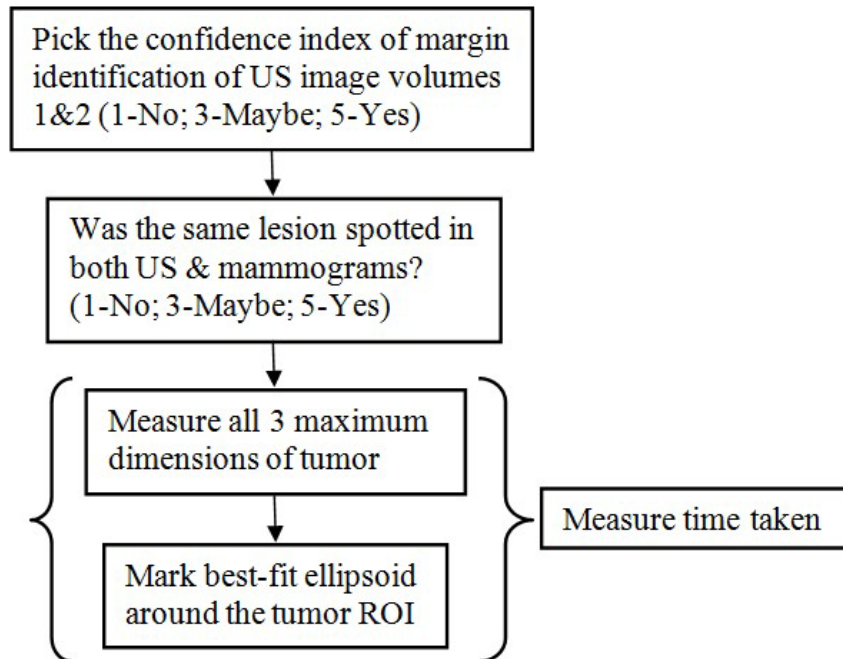 Pick the confidence index of margin
identification of US image volumes
1&2 (1-No; 3-Maybe; 5-Yes)
Was the same lesion spotted in
both US & mammograms?
(1-No; 3-Maybe; 5-Yes)
Measure all 3 maximum
dimensions of tumor
Measure time taken
Mark best-fit ellipsoid
around the tumor ROI